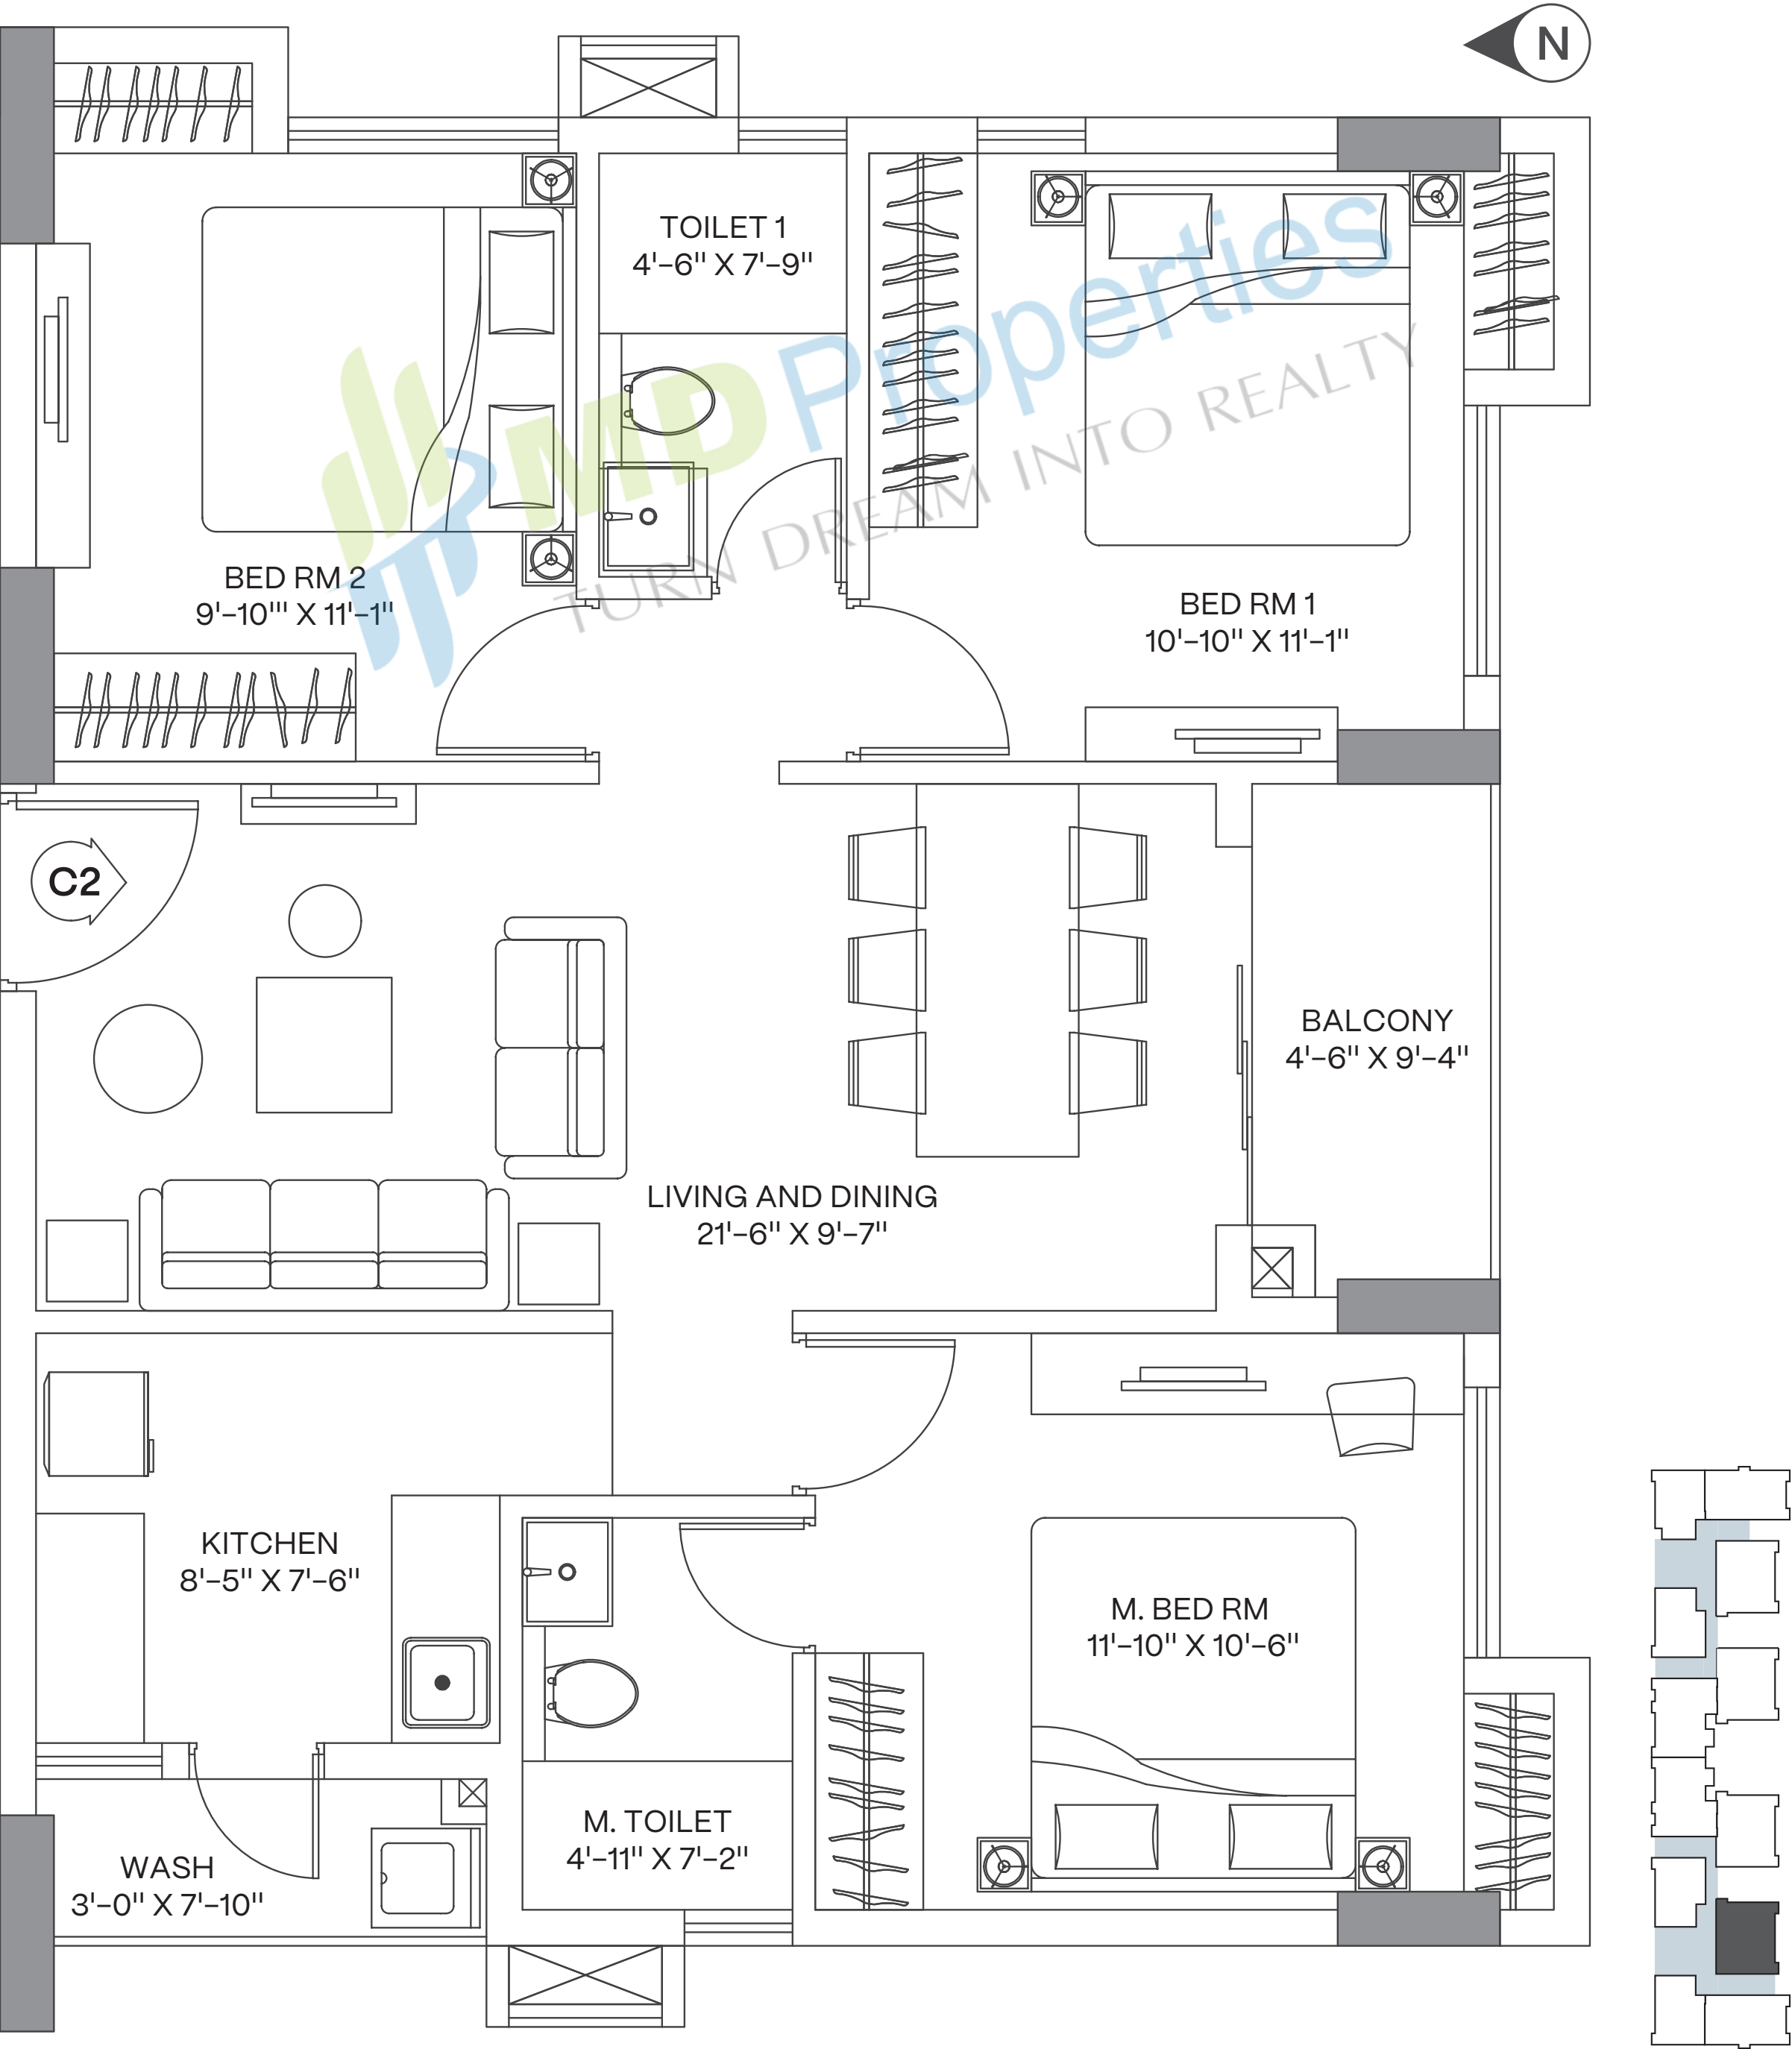 N
TOILET 1
4'–6" X 7'–9"
MD Properties
TURN DREAM INTO REALTY
BED RM 2
9'–10''' X 11'–1"
BED RM 1
10'–10" X 11'–1"
C2
BALCONY
4'–6" X 9'–4"
LIVING AND DINING
21'–6" X 9'–7"
KITCHEN
8'–5" X 7'–6"
M. BED RM
11'–10" X 10'–6"
M. TOILET
4'–11" X 7'–2"
WASH
3'–0" X 7'–10"